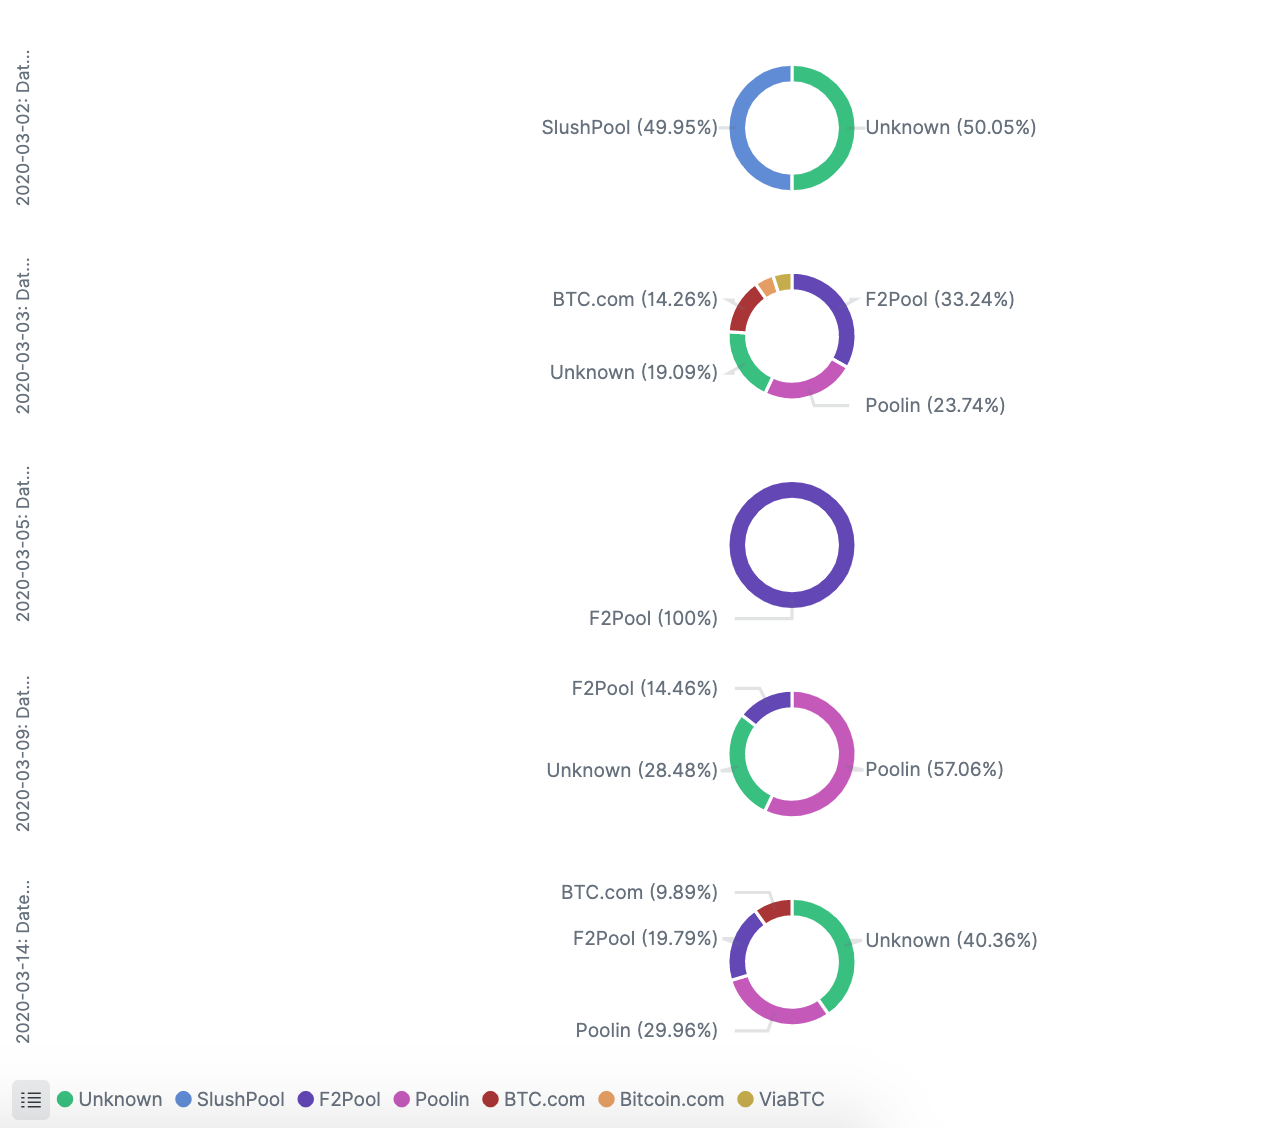 2020-03-02: Dat...
SlushPool (49.95%)
Unknown (50.05%)
2020-03-03: Dat...
BTC.com (14.26%)
F2Pool (33.24%)
Unknown (19.09%)
Poolin (23.74%)
2020-03-05: Dat...
F2Pool (100%)
2020-03-09: Dat...
F2Pool (14.46%)
Unknown (28.48%)
Poolin (57.06%)
2020-03-14: Date...
BTC.com (9.89%)
F2Pool (19.79%)
Unknown (40.36%)
Poolin (29.96%)
Unknown SlushPool F2Pool Poolin BTC.com Bitcoin.com ViaBTC